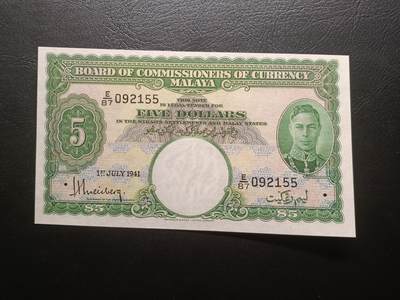 BOARD OF COMMISSIONERS OF CURRENCY
MALAYA
E/87 092155
THIS NOTE
IS LEGAL TENDER FOR
FIVE DOLLARS
IN THE STRAITS SETTLEMENTS AND MALAY STATES.
5
E/87 092155
1ST JULY 1941
$5
$5